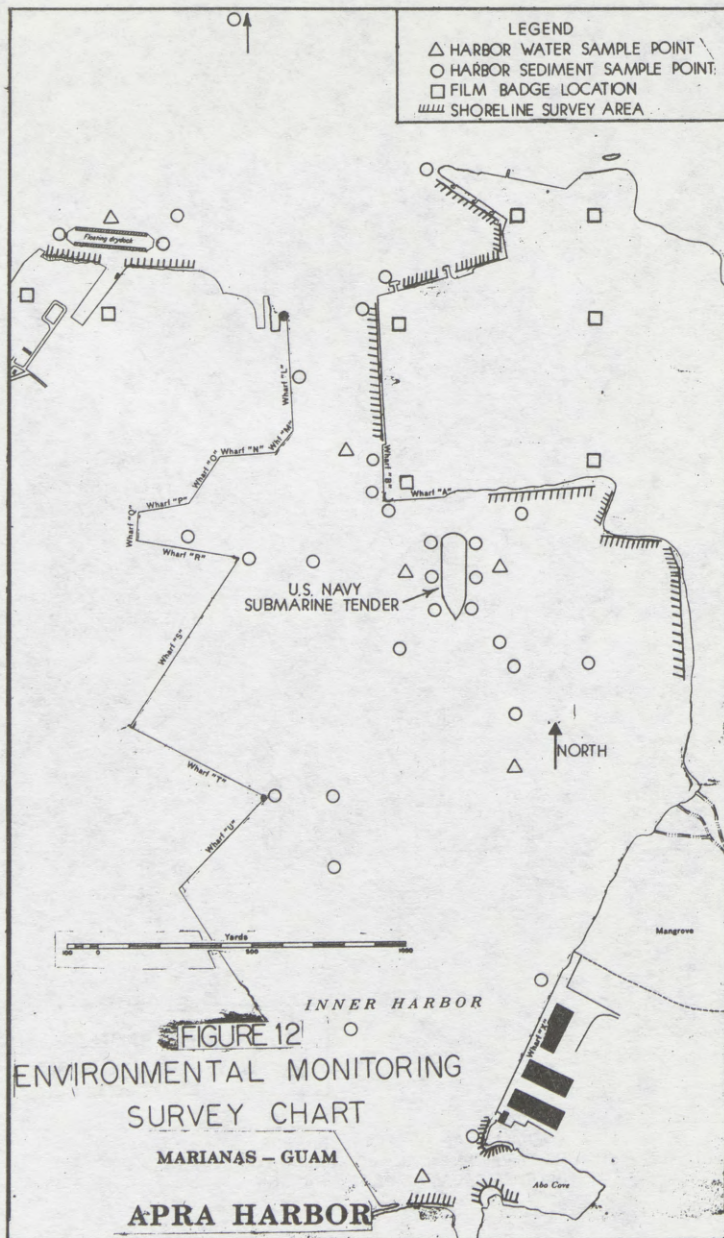 LEGEND
HARBOR WATER SAMPLE POINT
HARBOR SEDIMENT SAMPLE POINT
FILM BADGE LOCATION
SHORELINE SURVEY AREA
Floating drydock
Wharf "L"
Whf "M"
Wharf "N"
Wharf "O"
Wharf "P"
Wharf "Q"
Wharf "R"
Wharf "B"
Wharf "A"
U.S. NAVY
SUBMARINE TENDER
Wharf "S"
NORTH
Wharf "T"
Wharf "U"
Mangrove
Yards
100 0 500 1000
INNER HARBOR
Wharf "X"
FIGURE 12
ENVIRONMENTAL MONITORING
SURVEY CHART
MARIANAS – GUAM
APRA HARBOR
Abo Cove